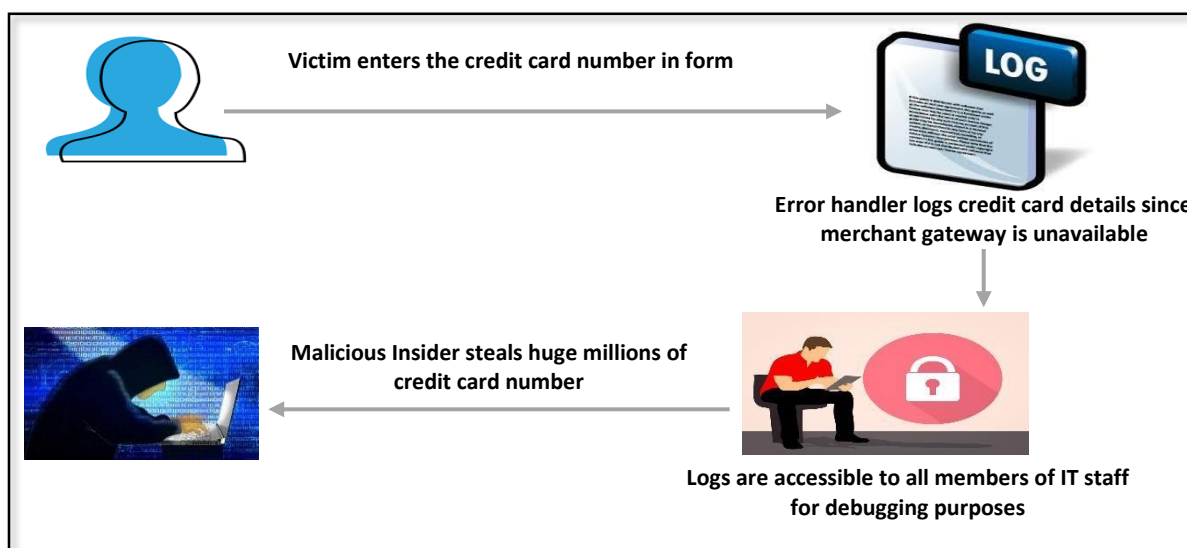 Victim enters the credit card number in form
LOG
Error handler logs credit card details since
merchant gateway is unavailable
Malicious Insider steals huge millions of
credit card number
Logs are accessible to all members of IT staff
for debugging purposes